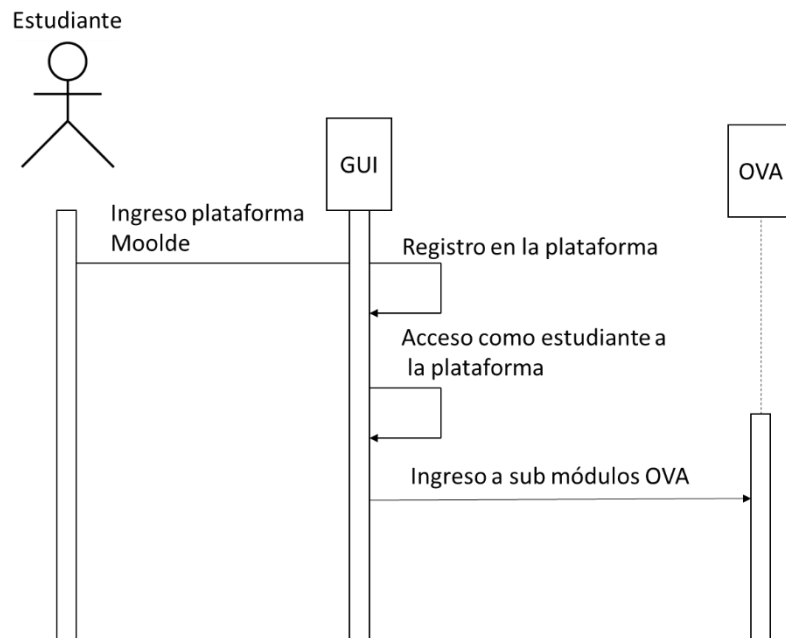 Estudiante
GUI
OVA
Ingreso plataforma
Moolde
Registro en la plataforma
Acceso como estudiante a
la plataforma
Ingreso a sub módulos OVA